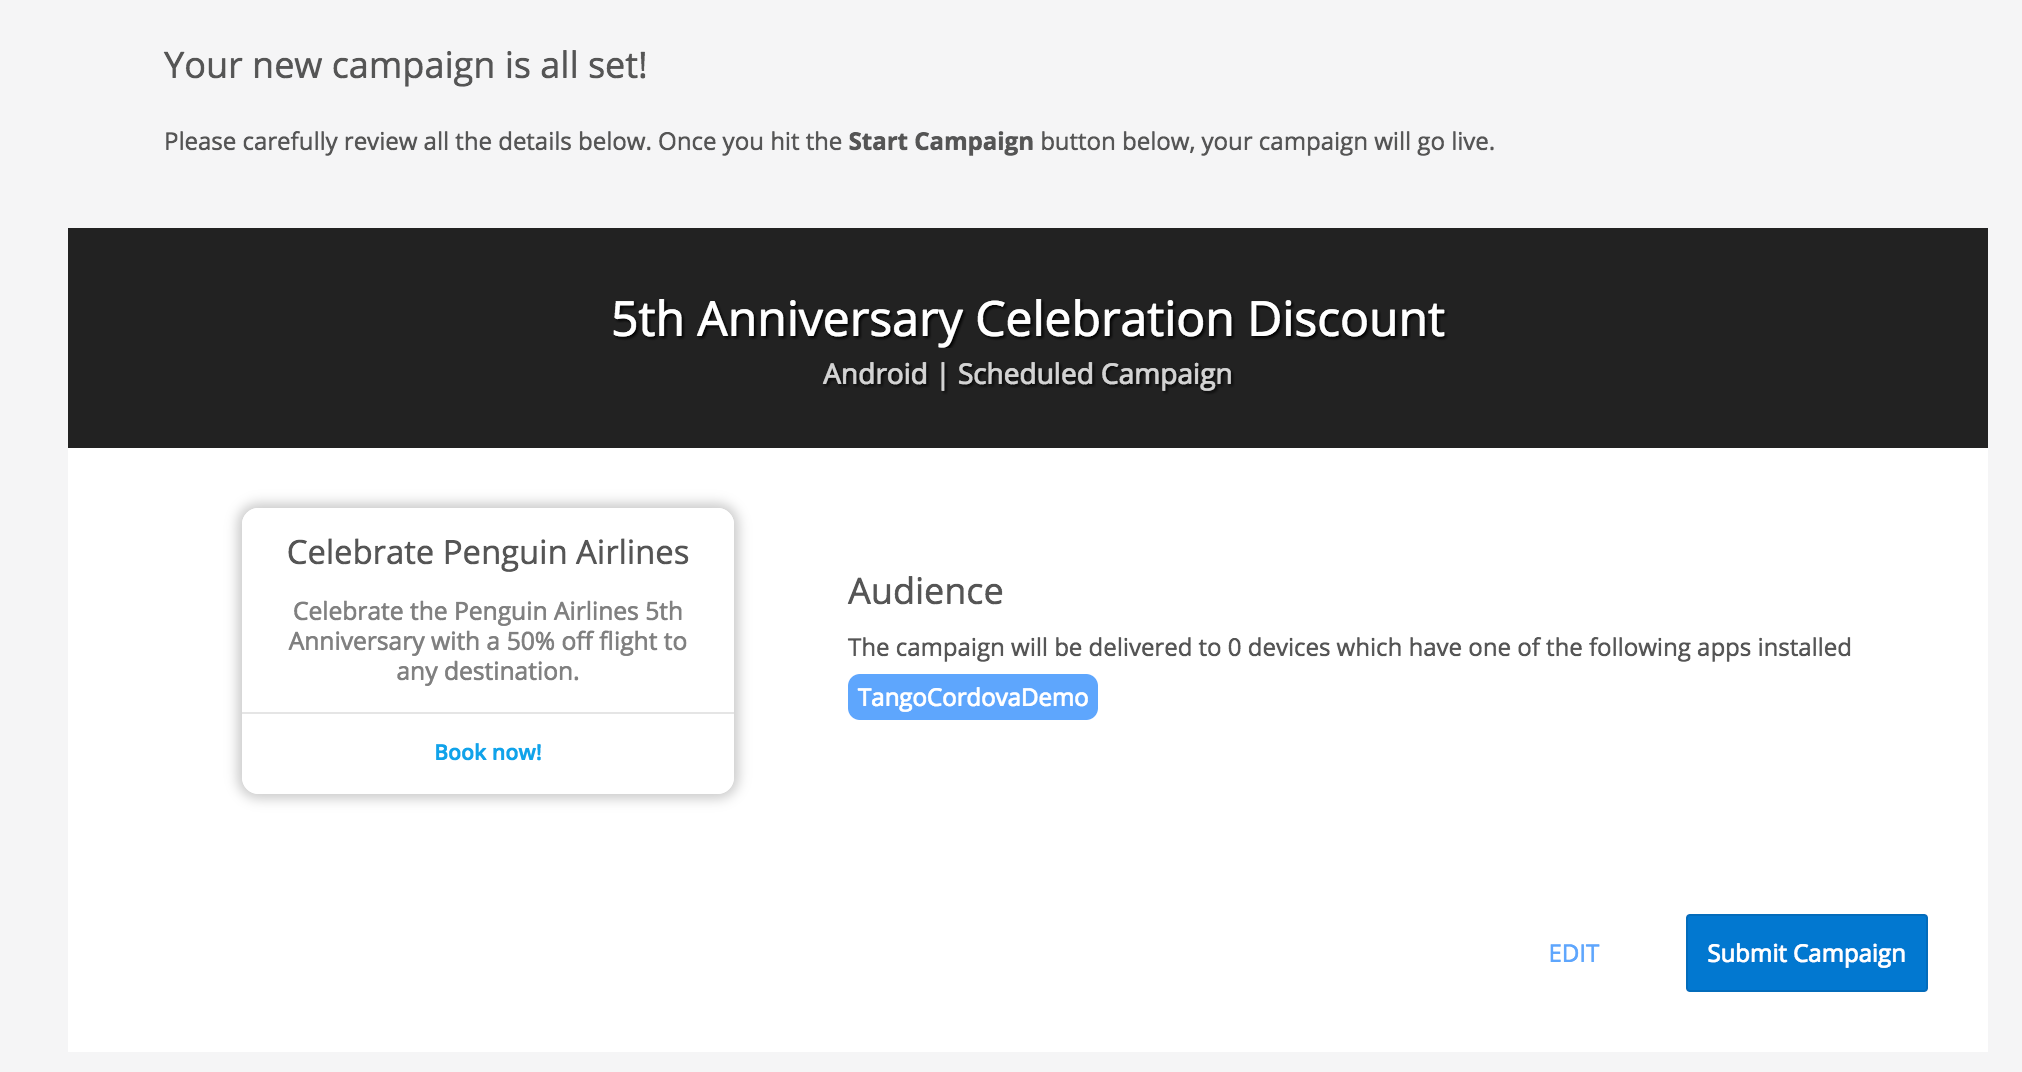 Your new campaign is all set!
Please carefully review all the details below. Once you hit the Start Campaign button below, your campaign will go live.
5th Anniversary Celebration Discount
Android | Scheduled Campaign
Celebrate Penguin Airlines
Celebrate the Penguin Airlines 5th
Anniversary with a 50% off flight to
any destination.
Book now!
Audience
The campaign will be delivered to 0 devices which have one of the following apps installed
TangoCordovaDemo
EDIT
Submit Campaign